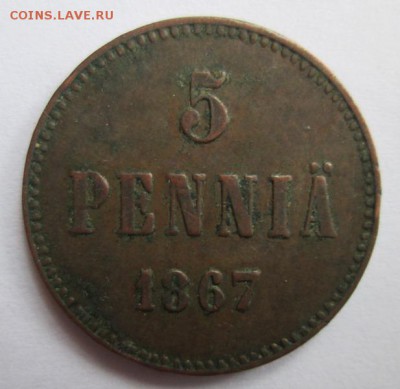 COINS.LAVE.RU
5
PENNIÄ
1867